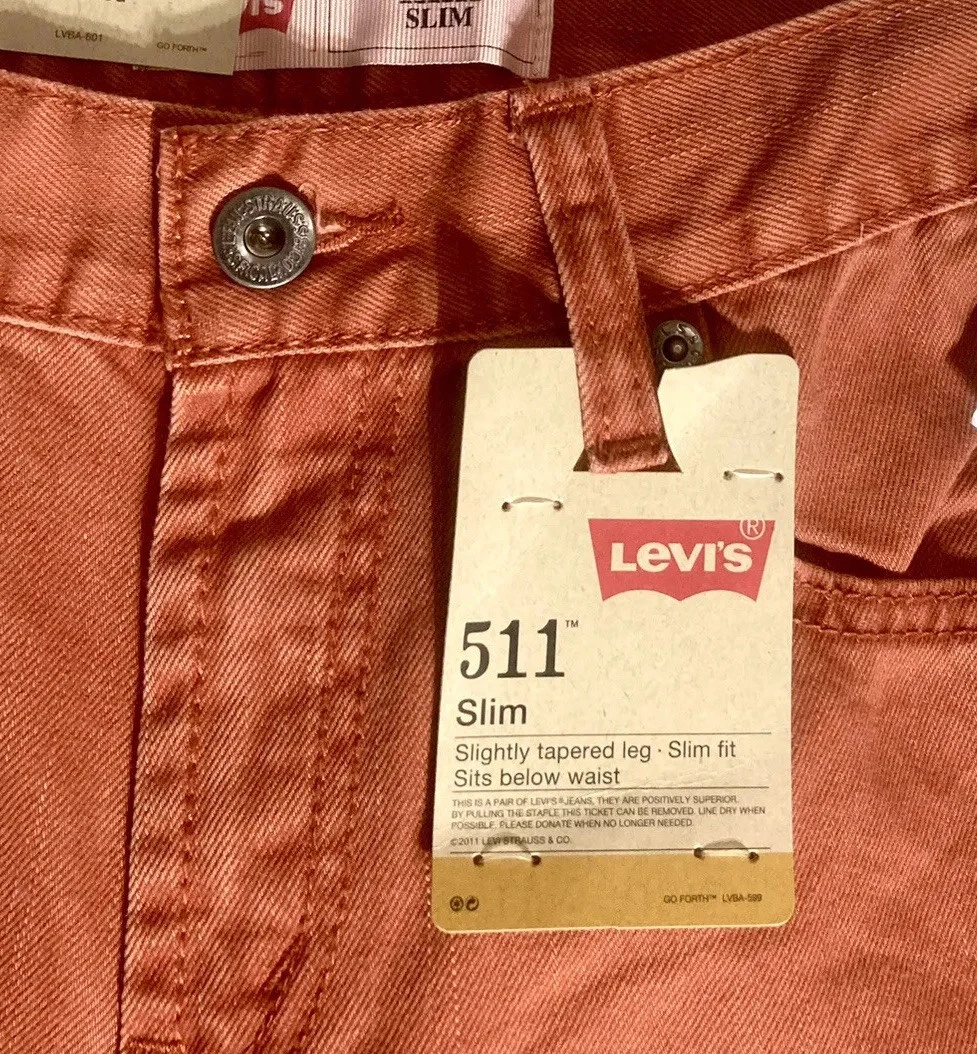 LVBA-601
GO FORTH™
SLIM
LEVI'S
®
511™
Slim
Slightly tapered leg · Slim fit
Sits below waist
THIS IS A PAIR OF LEVI'S®JEANS, THEY ARE POSITIVELY SUPERIOR.
BY PULLING THE STAPLE THIS TICKET CAN BE REMOVED. LINE DRY WHEN
POSSIBLE. PLEASE DONATE WHEN NO LONGER NEEDED.
©2011 LEVI STRAUSS & CO.
GO FORTH™ LVBA-599